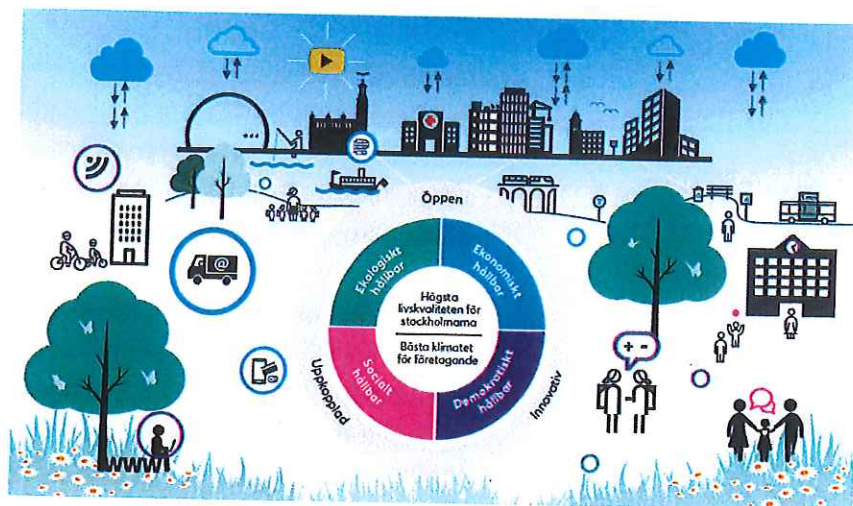 Öppen
Ekologiskt
hållbar
Ekonomiskt
hållbar
Högsta
livskvaliteten för
stockholmarna
Bästa klimatet
för företagande
Socialt
hållbar
Demokratiskt
hållbar
Uppkopplad
Innovativ
@
+ -